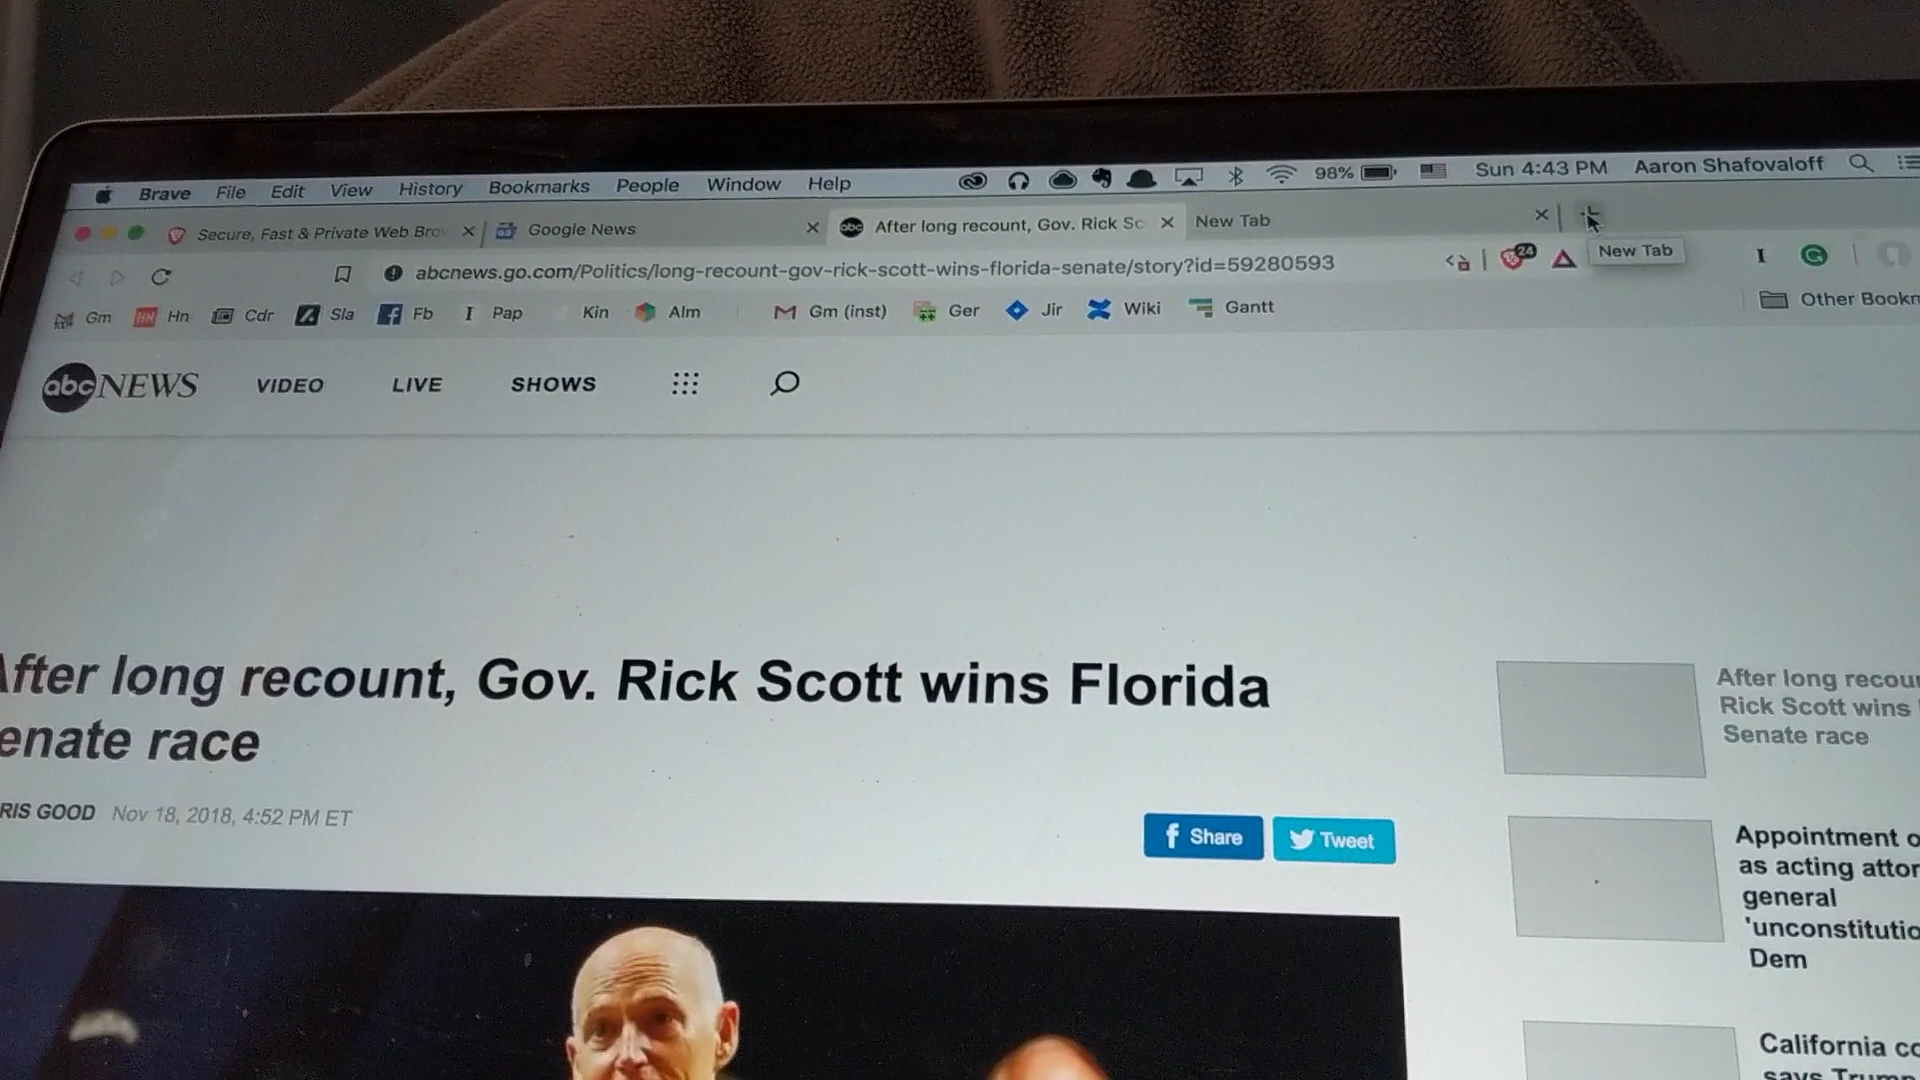 Brave File Edit View History Bookmarks People Window Help 98% Sun 4:43 PM Aaron Shafovaloff
Secure, Fast & Private Web Bro Google News After long recount, Gov. Rick Sc New Tab
abcnews.go.com/Politics/long-recount-gov-rick-scott-wins-florida-senate/story?id=59280593 24 New Tab
Gm Hn Cdr Sla Fb Pap Kin Alm Gm (inst) Ger Jir Wiki Gantt Other Bookm
abc NEWS VIDEO LIVE SHOWS
After long recount, Gov. Rick Scott wins Florida
enate race
RIS GOOD Nov 18, 2018, 4:52 PM ET
Share Tweet
After long recou
Rick Scott wins
Senate race
Appointment o
as acting attor
general
'unconstitutio
Dem
California co
says Trump